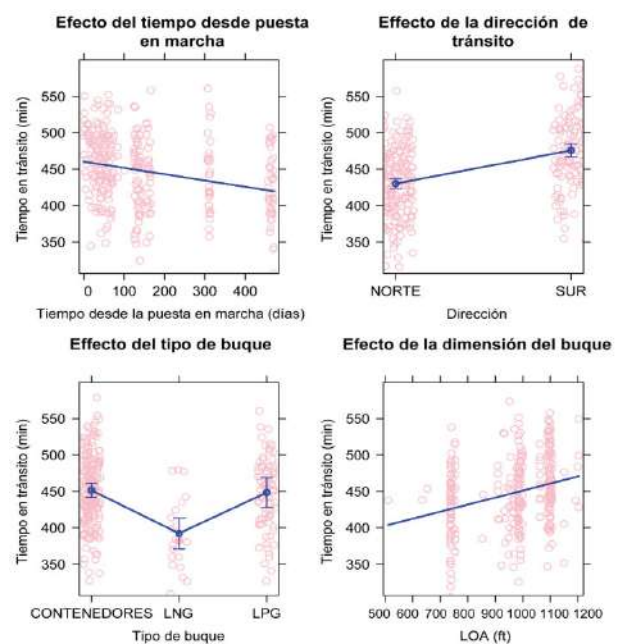 Efecto del tiempo desde puesta
en marcha
550
500
450
400
350
Tiempo en tránsito (min)
0 100 200 300 400
Tiempo desde la puesta en marcha (días)
Effecto de la dirección de
tránsito
550
500
450
400
350
Tiempo en tránsito (min)
NORTE SUR
Dirección
Effecto del tipo de buque
550
500
450
400
350
Tiempo en tránsito (min)
CONTENEDORES LNG LPG
Tipo de buque
Efecto de la dimensión del buque
550
500
450
400
350
Tiempo en tránsito (min)
500 600 700 800 900 1000 1100 1200
LOA (ft)